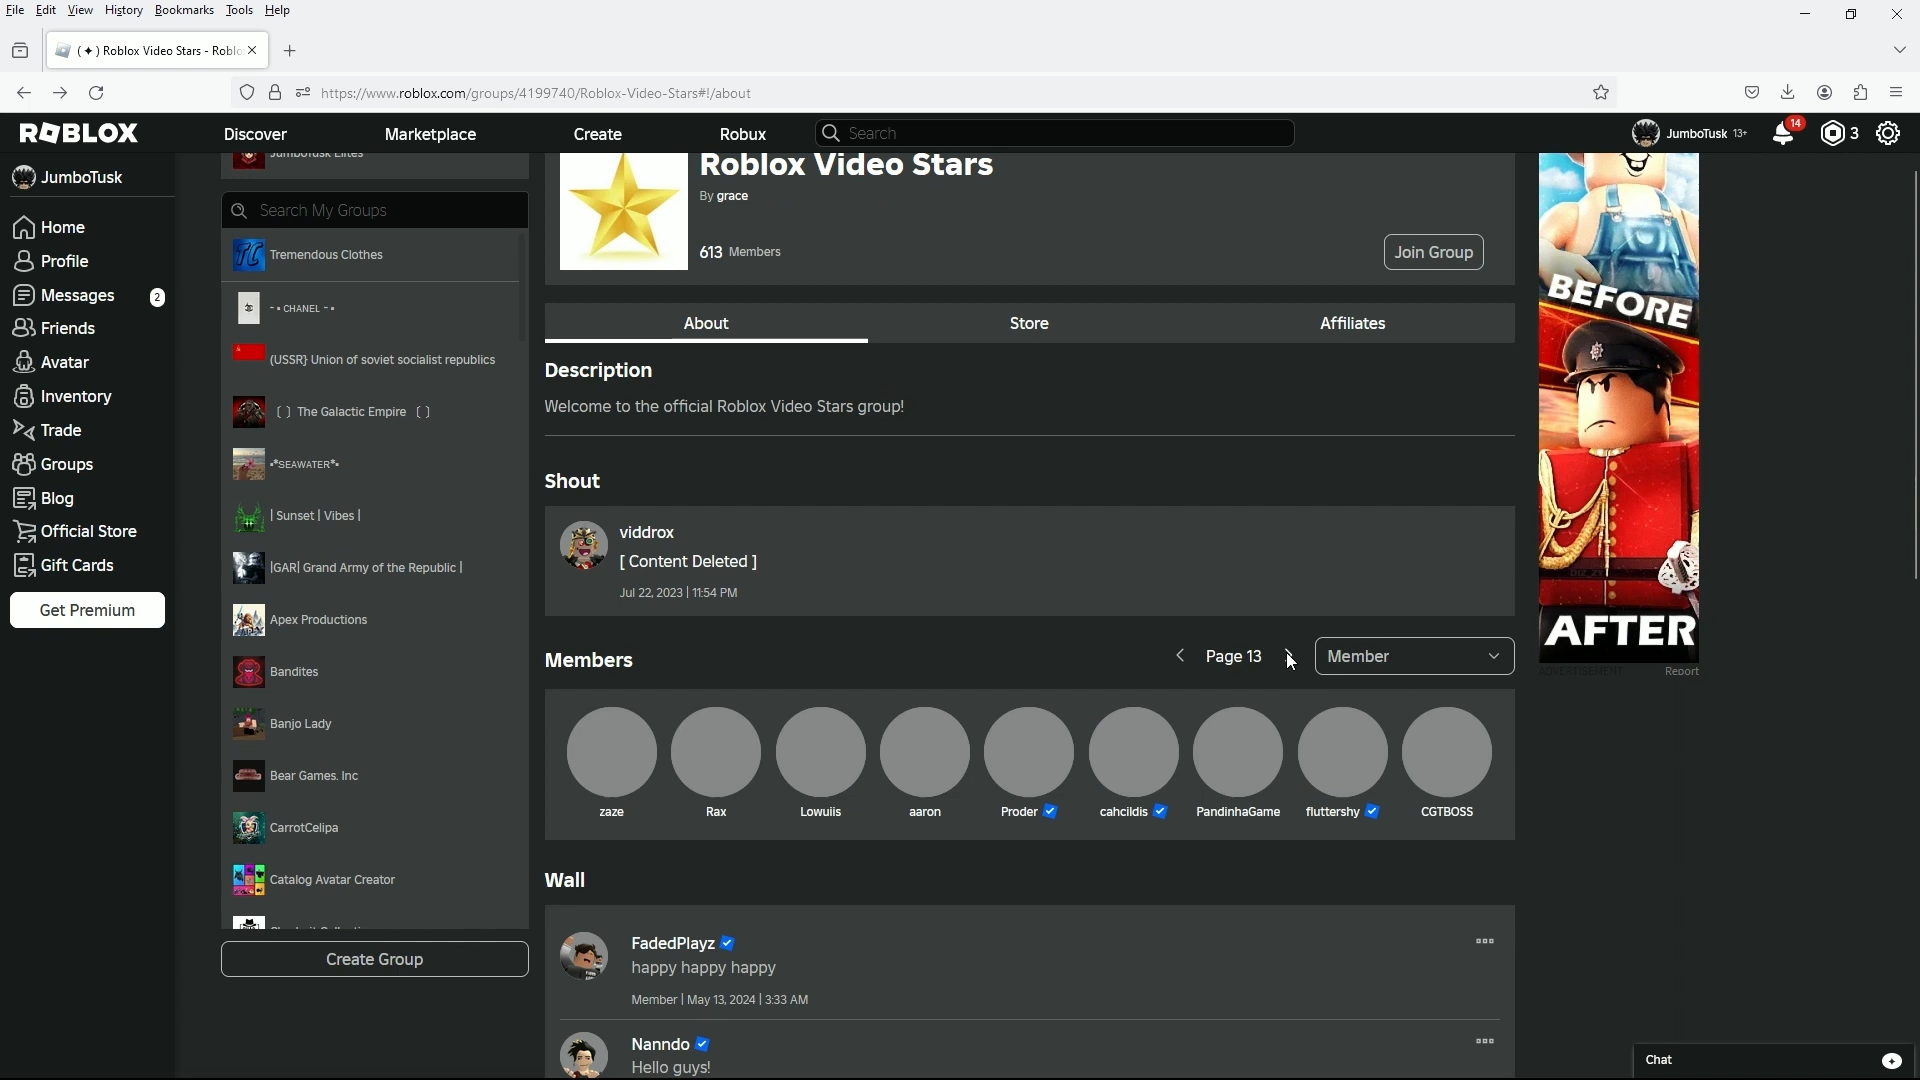 File Edit View History Bookmarks Tools Help
( ✦ ) Roblox Video Stars - Roblo
https://www.roblox.com/groups/4199740/Roblox-Video-Stars#!/about
ROBLOX
Discover
Marketplace
Create
Robux
Search
JumboTusk 13+
14
3
JumboTusk
Home
Profile
Messages 2
Friends
Avatar
Inventory
Trade
Groups
Blog
Official Store
Gift Cards
Get Premium
JumboTusk Elites
Search My Groups
Tremendous Clothes
~ • CHANEL ~ •
(USSR} Union of soviet socialist republics
〔 〕 The Galactic Empire 〔 〕
•*SEAWATER*•
| Sunset | Vibes |
|GAR| Grand Army of the Republic |
Apex Productions
Bandites
Banjo Lady
Bear Games. Inc
CarrotCelipa
Catalog Avatar Creator
Create Group
Roblox Video Stars
By grace
613 Members
Join Group
About
Store
Affiliates
Description
Welcome to the official Roblox Video Stars group!
Shout
viddrox
[ Content Deleted ]
Jul 22, 2023 | 11:54 PM
Members
Page 13
Member
zaze
Rax
Lowuiis
aaron
Proder
cahcildis
PandinhaGame
fluttershy
CGTBOSS
Wall
FadedPlayz
happy happy happy
Member | May 13, 2024 | 3:33 AM
Nanndo
Hello guys!
BEFORE
AFTER
ADVERTISEMENT
Report
Chat